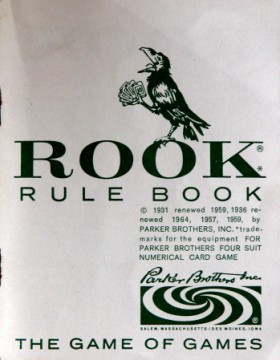 ROOK®
RULE BOOK
© 1931 renewed 1959, 1936 re-
newed 1964, 1957, 1959, by
PARKER BROTHERS, INC. *trade-
marks for the equipment FOR
PARKER BROTHERS FOUR SUIT
NUMERICAL CARD GAME
Parker Brothers Inc.
SALEM, MASSACHUSETTS / DES MOINES, IOWA
THE GAME OF GAMES